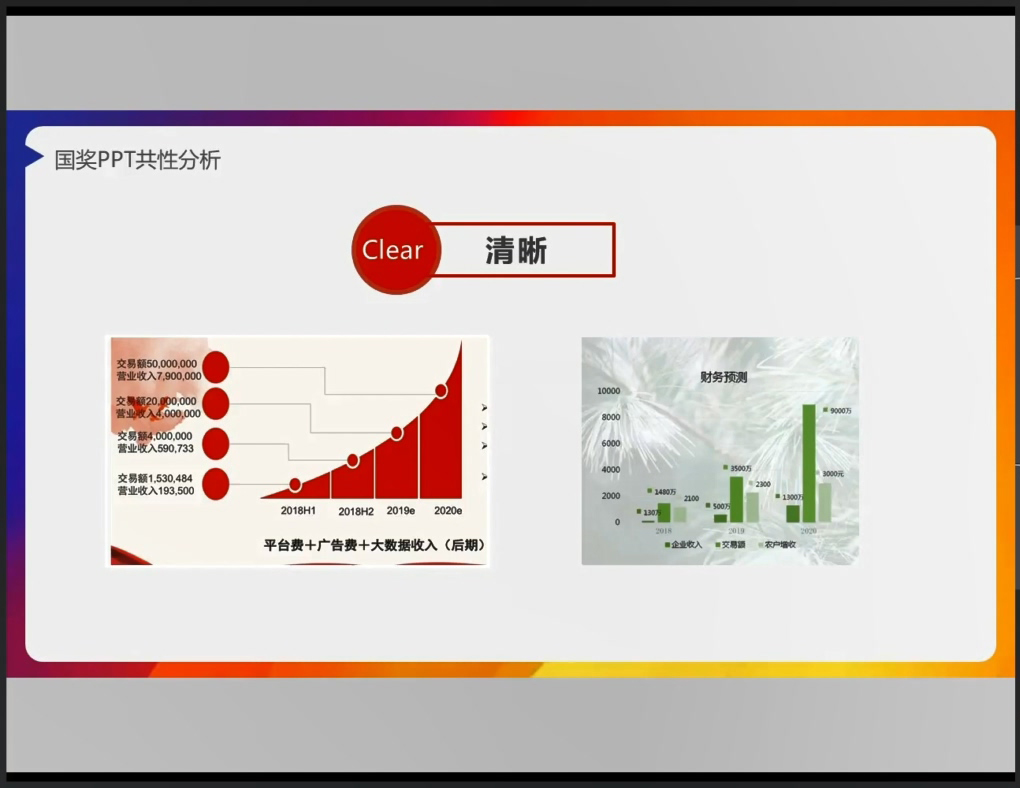 国奖PPT共性分析
Clear
清晰
交易额50,000,000
营业收入7,900,000
交易额20,000,000
营业收入4,000,000
交易额4,000,000
营业收入590,733
交易额1,530,484
营业收入193,500
2018H1
2018H2
2019e
2020e
平台费＋广告费＋大数据收入（后期）
财务预测
10000
8000
6000
4000
2000
0
130万
1480万
2100
500万
3500万
2300
1300万
9000万
3000元
2018
2019
2020
企业收入
交易额
农户增收